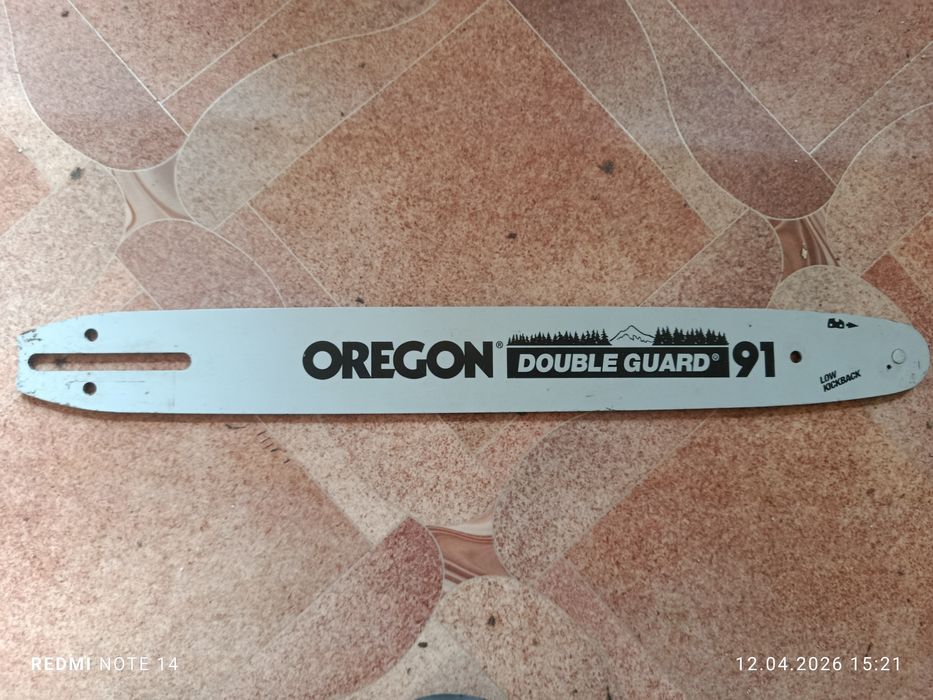 OREGON® DOUBLE GUARD® 91
LOW
KICKBACK
REDMI NOTE 14
12.04.2026 15:21